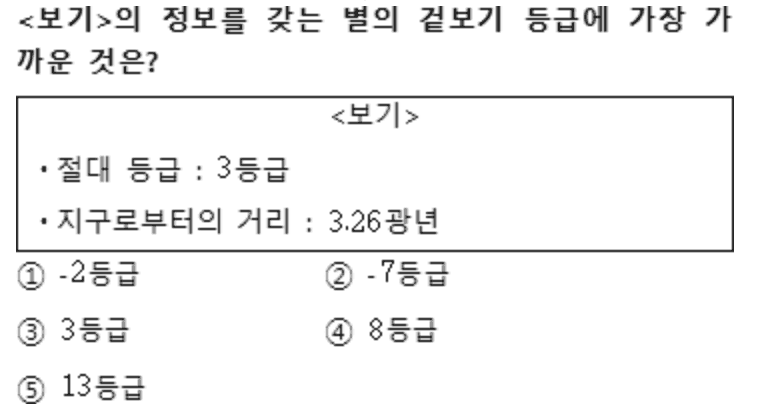 <보기>의 정보를 갖는 별의 겉보기 등급에 가장 가
까운 것은?
<보기>
・절대 등급 : 3등급
・지구로부터의 거리 : 3.26광년
① -2등급 ② -7등급
③ 3등급 ④ 8등급
⑤ 13등급